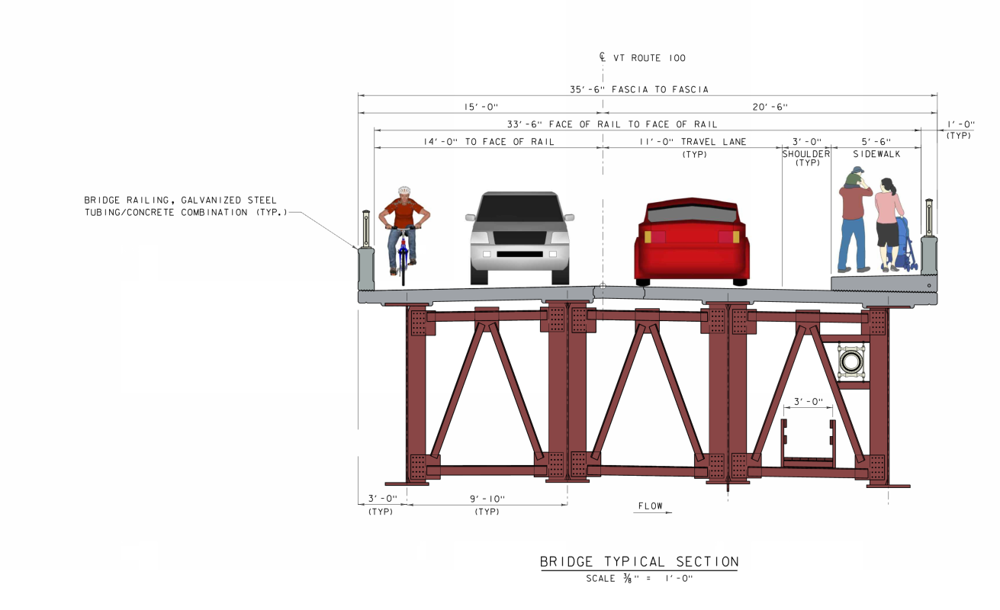 ℄ VT ROUTE 100
35'-6" FASCIA TO FASCIA
15'-0"
20'-6"
33'-6" FACE OF RAIL TO FACE OF RAIL
1'-0"
(TYP)
14'-0" TO FACE OF RAIL
11'-0" TRAVEL LANE
(TYP)
3'-0"
SHOULDER
(TYP)
5'-6"
SIDEWALK
BRIDGE RAILING, GALVANIZED STEEL
TUBING/CONCRETE COMBINATION (TYP.)
3'-0"
3'-0"
(TYP)
9'-10"
(TYP)
FLOW
BRIDGE TYPICAL SECTION
SCALE ⅜" = 1'-0"